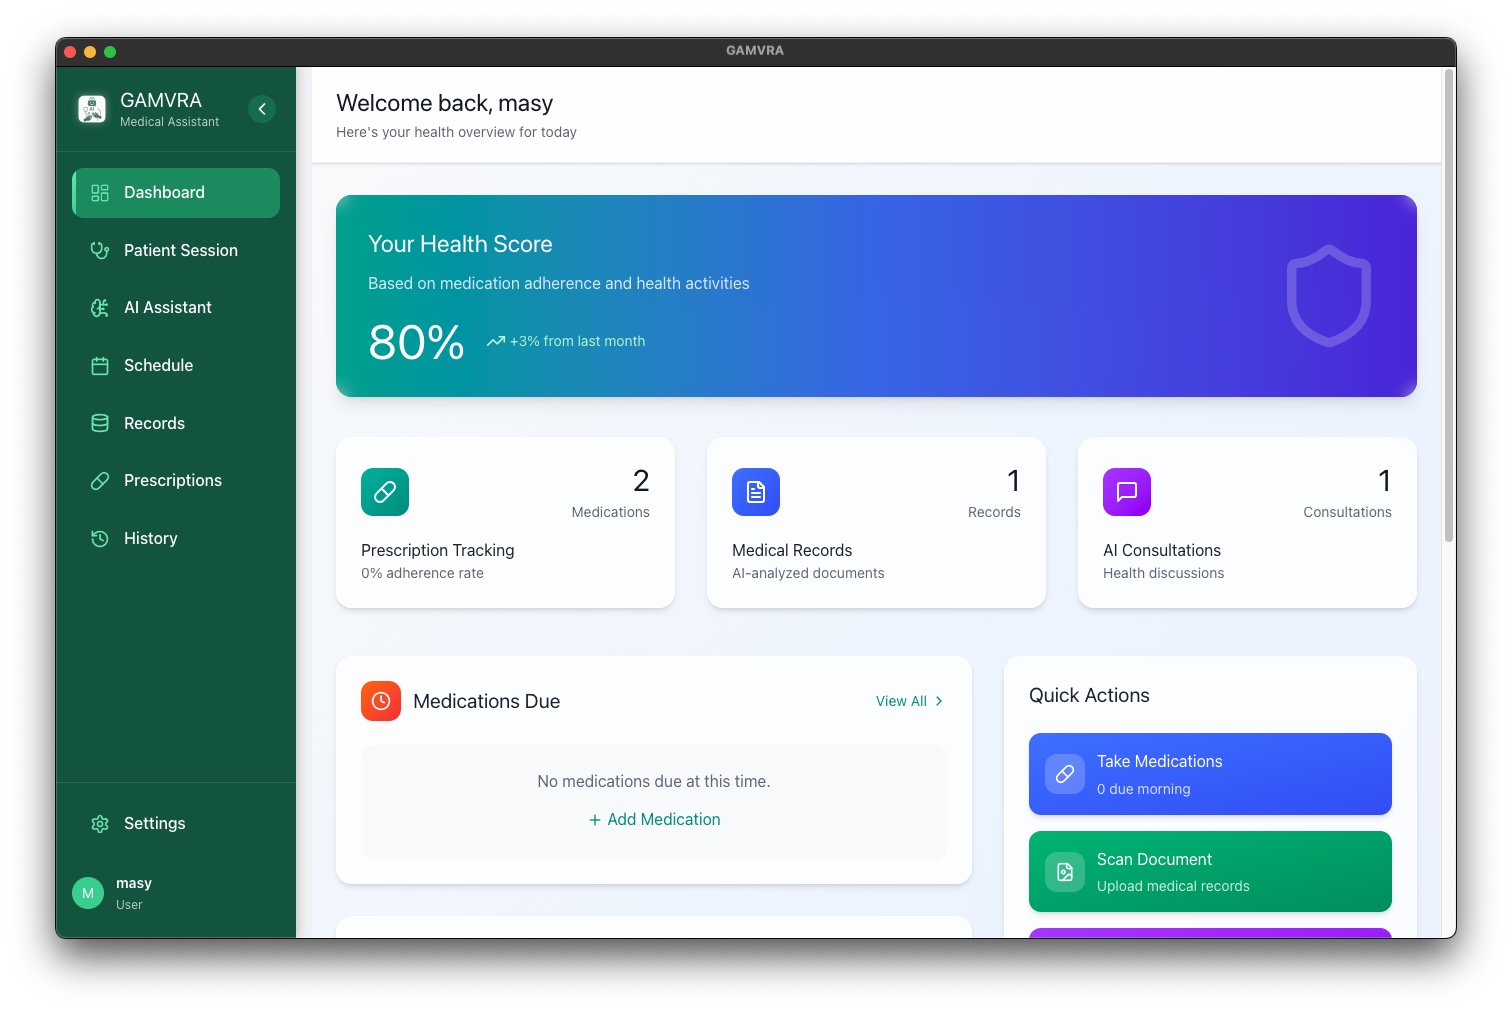 GAMVRA
GAMVRA
Medical Assistant
Dashboard
Patient Session
AI Assistant
Schedule
Records
Prescriptions
History
Settings
M
masy
User
Welcome back, masy
Here's your health overview for today
Your Health Score
Based on medication adherence and health activities
80%
+3% from last month
2
Medications
Prescription Tracking
0% adherence rate
1
Records
Medical Records
AI-analyzed documents
1
Consultations
AI Consultations
Health discussions
Medications Due
View All
No medications due at this time.
+ Add Medication
Quick Actions
Take Medications
0 due morning
Scan Document
Upload medical records